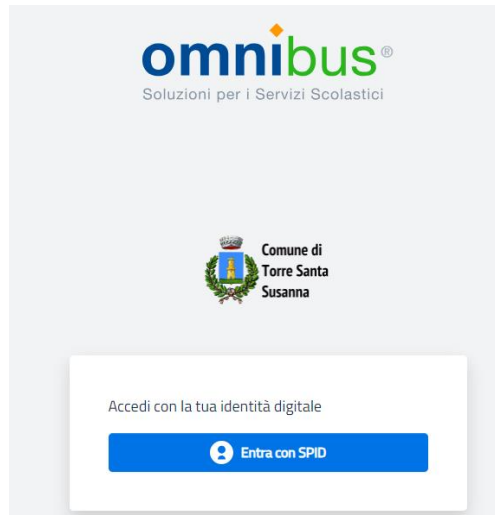 omnibus®
Soluzioni per i Servizi Scolastici
Comune di
Torre Santa
Susanna
Accedi con la tua identità digitale
Entra con SPID